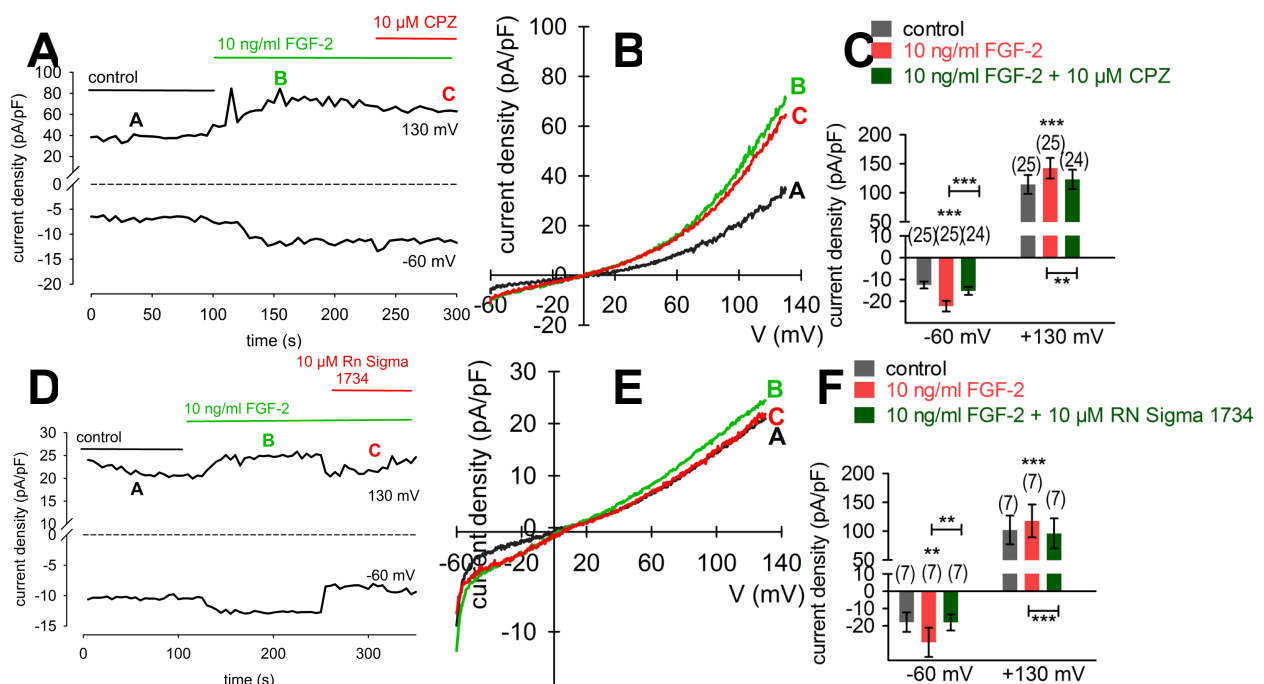 A
10 µM CPZ
10 ng/ml FGF-2
control
A
B
C
130 mV
-60 mV
current density (pA/pF)
100
80
60
40
20
0
-5
-10
-15
-20
0
50
100
150
200
250
300
time (s)
B
current density (pA/pF)
100
80
60
40
20
0
-20
-60
-20
20
60
100
140
V (mV)
B
C
A
C
control
10 ng/ml FGF-2
10 ng/ml FGF-2 + 10 µM CPZ
current density (pA/pF)
200
150
100
50
10
0
-10
-20
***
***
(25)
(25)
(24)
***
(25)
(25)
(24)
**
-60 mV
+130 mV
D
10 µM Rn Sigma
1734
10 ng/ml FGF-2
control
A
B
C
130 mV
-60 mV
current density (pA/pF)
30
25
20
15
10
0
-5
-10
-15
0
100
200
300
time (s)
E
current density (pA/pF)
30
20
10
0
-10
-60
-20
20
60
100
140
V (mV)
B
C
A
F
control
10 ng/ml FGF-2
10 ng/ml FGF-2 + 10 µM RN Sigma 1734
current density (pA/pF)
200
150
100
50
10
0
-10
-20
**
**
(7)
(7)
(7)
***
(7)
(7)
(7)
***
-60 mV
+130 mV